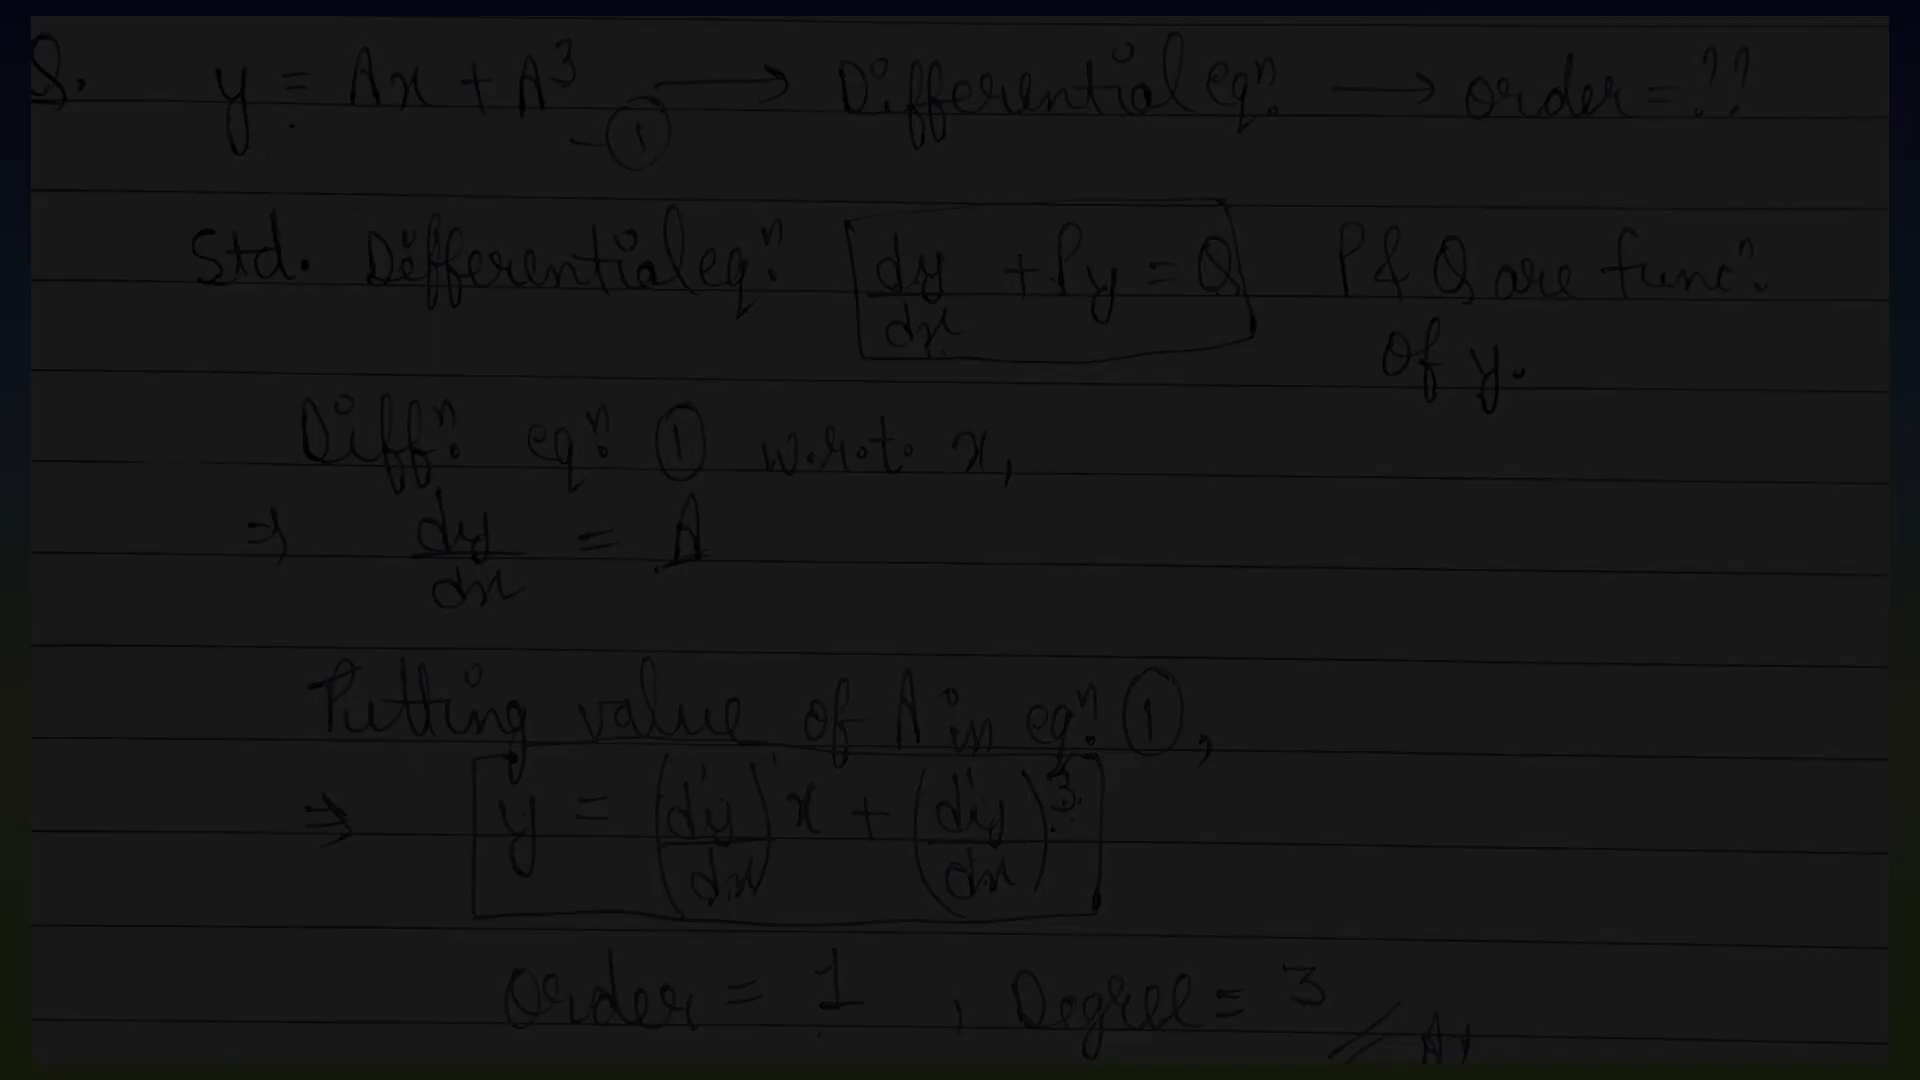 Q. y = Ax + A³ —① → Differential eqⁿ. → order = ??
Std. Differential eqⁿ. dy/dx + Py = Q P & Q are funcⁿ.
of y.
Diffⁿ. eqⁿ. ① w.r.t. x,
⇒ dy/dx = A
Putting value of A in eqⁿ. ①,
⇒ y = (dy/dx)¹ x + (dy/dx)³
Order = 1, Degree = 3